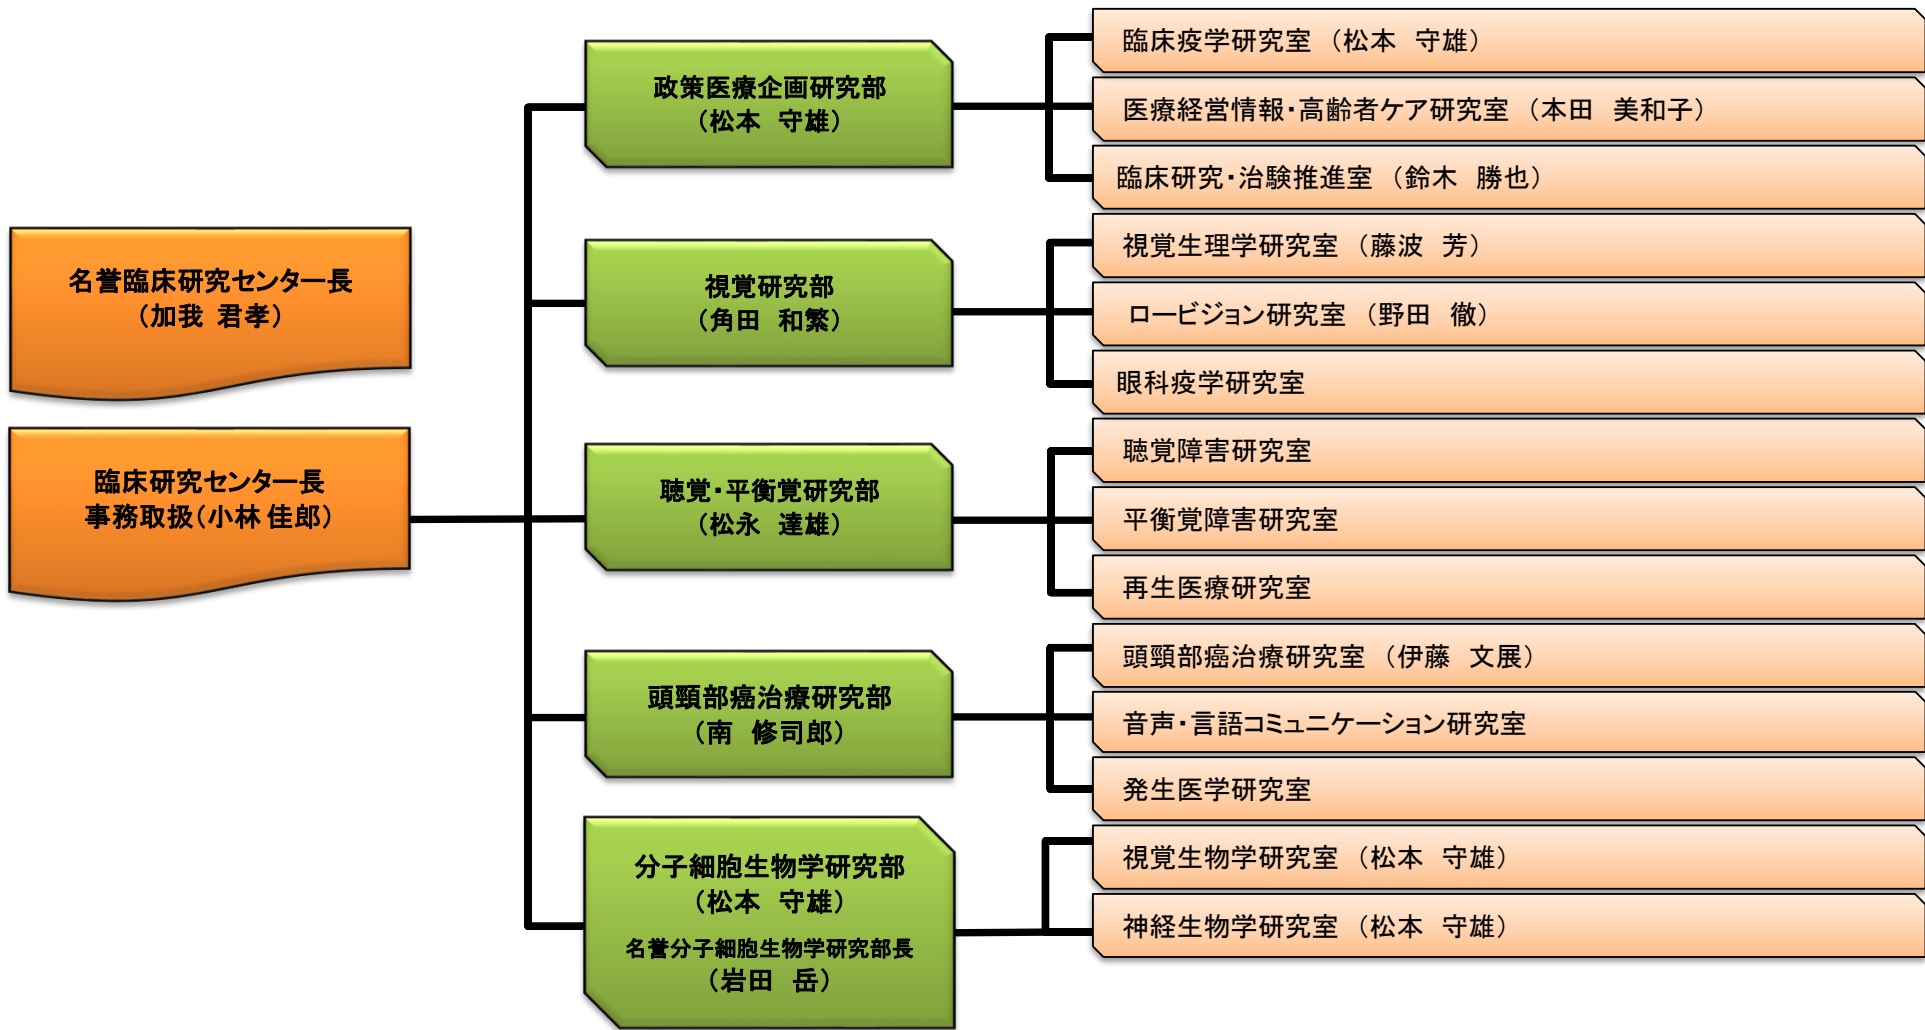 名誉臨床研究センター長
（加我 君孝）
臨床研究センター長
事務取扱（小林 佳郎）
政策医療企画研究部
（松本　守雄）
臨床疫学研究室 （松本　守雄）
医療経営情報・高齢者ケア研究室 （本田　美和子）
臨床研究・治験推進室 （鈴木　勝也）
視覚研究部
（角田　和繁）
視覚生理学研究室 （藤波　芳）
ロービジョン研究室 （野田　徹）
眼科疫学研究室
聴覚・平衡覚研究部
（松永　達雄）
聴覚障害研究室
平衡覚障害研究室
再生医療研究室
頭頸部癌治療研究部
（南　修司郎）
頭頸部癌治療研究室 （伊藤　文展）
音声・言語コミュニケーション研究室
発生医学研究室
分子細胞生物学研究部
（松本　守雄）
名誉分子細胞生物学研究部長
（岩田　岳）
視覚生物学研究室 （松本　守雄）
神経生物学研究室 （松本　守雄）